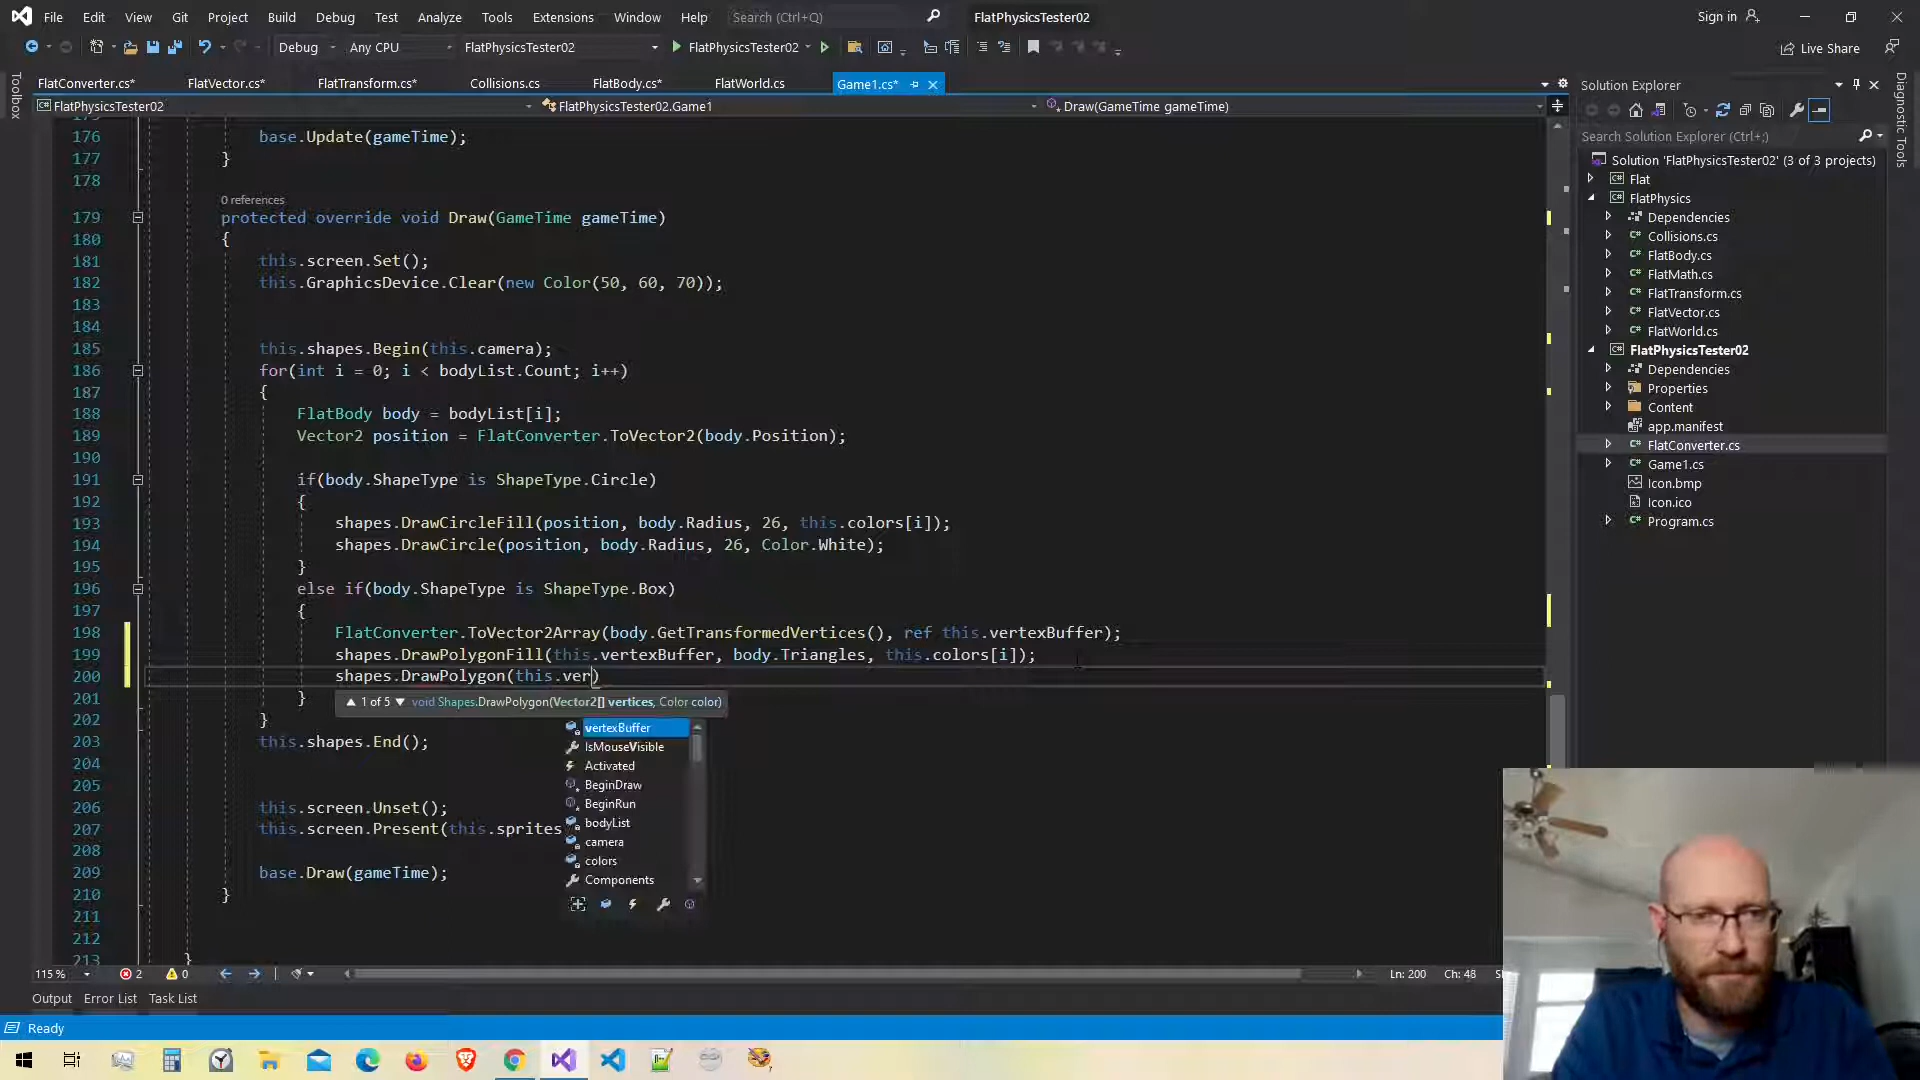 File Edit View Git Project Build Debug Test Analyze Tools Extensions Window Help Search (Ctrl+Q) FlatPhysicsTester02 Sign in
Debug Any CPU FlatPhysicsTester02 FlatPhysicsTester02 Live Share
FlatConverter.cs* FlatVector.cs* FlatTransform.cs* Collisions.cs FlatBody.cs* FlatWorld.cs Game1.cs*
FlatPhysicsTester02 FlatPhysicsTester02.Game1 Draw(GameTime gameTime)
Toolbox
176 base.Update(gameTime);
177 }
178
0 references
179 protected override void Draw(GameTime gameTime)
180 {
181 this.screen.Set();
182 this.GraphicsDevice.Clear(new Color(50, 60, 70));
183
184
185 this.shapes.Begin(this.camera);
186 for(int i = 0; i < bodyList.Count; i++)
187 {
188 FlatBody body = bodyList[i];
189 Vector2 position = FlatConverter.ToVector2(body.Position);
190
191 if(body.ShapeType is ShapeType.Circle)
192 {
193 shapes.DrawCircleFill(position, body.Radius, 26, this.colors[i]);
194 shapes.DrawCircle(position, body.Radius, 26, Color.White);
195 }
196 else if(body.ShapeType is ShapeType.Box)
197 {
198 FlatConverter.ToVector2Array(body.GetTransformedVertices(), ref this.vertexBuffer);
199 shapes.DrawPolygonFill(this.vertexBuffer, body.Triangles, this.colors[i]);
200 shapes.DrawPolygon(this.ver)
201 }
1 of 5 void Shapes.DrawPolygon(Vector2[] vertices, Color color)
202 }
203 this.shapes.End();
204
205
206 this.screen.Unset();
207 this.screen.Present(this.sprites
208
209 base.Draw(gameTime);
210 }
211
212
213 }
vertexBuffer
IsMouseVisible
Activated
BeginDraw
BeginRun
bodyList
camera
colors
Components
115 % 2 0 Ln: 200 Ch: 48
Output Error List Task List
Ready
Solution Explorer
Search Solution Explorer (Ctrl+;)
Solution 'FlatPhysicsTester02' (3 of 3 projects)
C# Flat
C# FlatPhysics
Dependencies
C# Collisions.cs
C# FlatBody.cs
C# FlatMath.cs
C# FlatTransform.cs
C# FlatVector.cs
C# FlatWorld.cs
C# FlatPhysicsTester02
Dependencies
Properties
Content
app.manifest
C# FlatConverter.cs
C# Game1.cs
Icon.bmp
Icon.ico
C# Program.cs
Diagnostic Tools